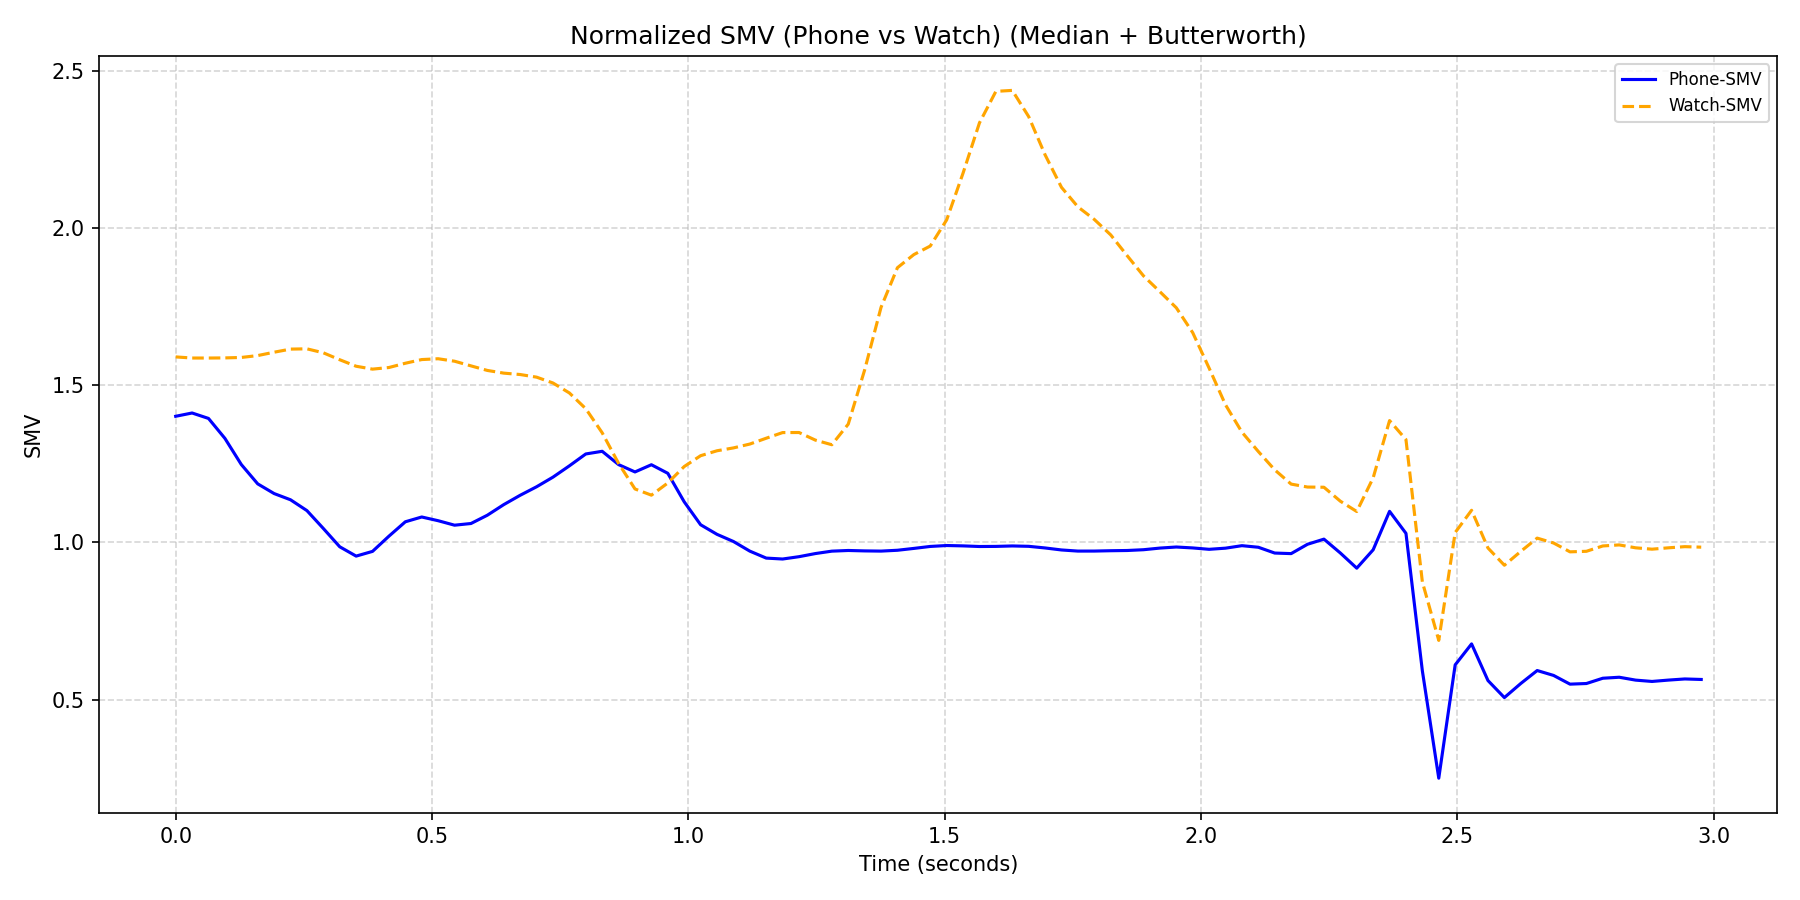 Normalized SMV (Phone vs Watch) (Median + Butterworth)
Phone-SMV
Watch-SMV
2.5
2.0
1.5
1.0
0.5
SMV
0.0 0.5 1.0 1.5 2.0 2.5 3.0
Time (seconds)